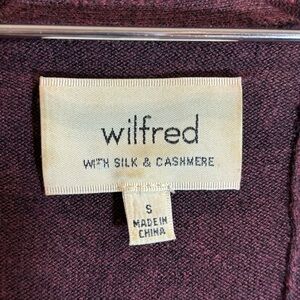 wilfred
WITH SILK & CASHMERE
S
MADE IN
CHINA